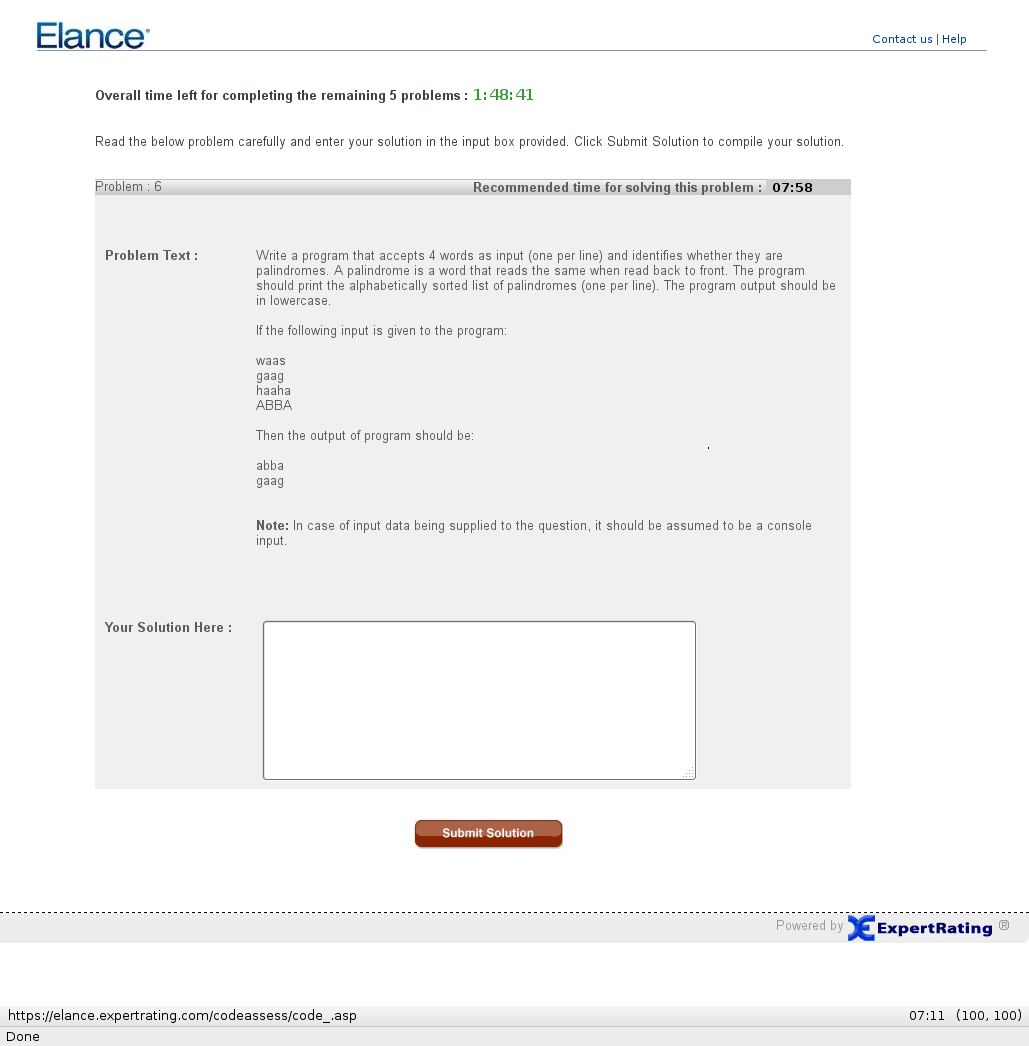 Elance
Contact us | Help
Overall time left for completing the remaining 5 problems : 1:48:41
Read the below problem carefully and enter your solution in the input box provided. Click Submit Solution to compile your solution.
Problem : 6
Recommended time for solving this problem : 07:58
Problem Text :
Write a program that accepts 4 words as input (one per line) and identifies whether they are
palindromes. A palindrome is a word that reads the same when read back to front. The program
should print the alphabetically sorted list of palindromes (one per line). The program output should be
in lowercase.
If the following input is given to the program:
waas
gaag
haaha
ABBA
Then the output of program should be:
abba
gaag
Note: In case of input data being supplied to the question, it should be assumed to be a console
input.
Your Solution Here :
Submit Solution
Powered by ExpertRating ®
https://elance.expertrating.com/codeassess/code_.asp
07:11 (100, 100)
Done